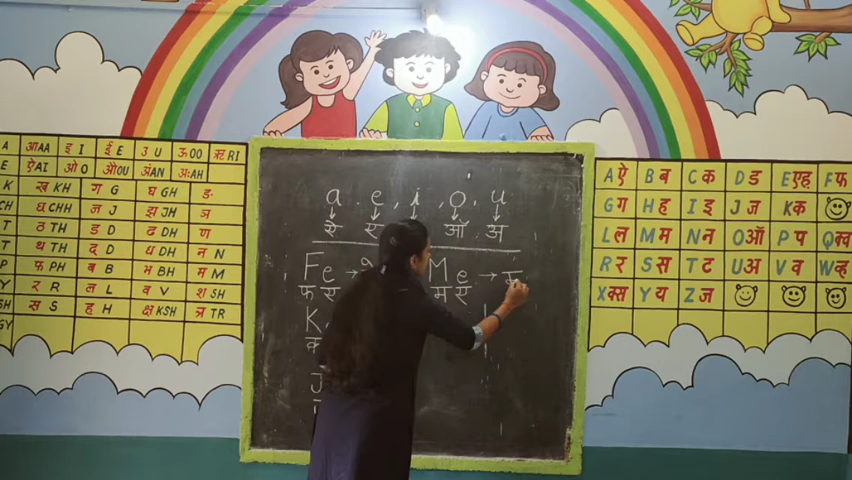 A आ AA इ I ई E उ U ऊ OO ऋ RI
E ऐ AI ओ O औ OU अं AN अः AH
K ख KH ग G घ GH ङ
CH छ CHH ज J झ JH ञ
T ठ TH ड D ढ DH ण
T थ TH द D ध DH न N
P फ PH ब B भ BH म M
र R ल L व V श SH
SH स S ह H क्ष KSH त्र TR
GY
a . e . i . o . u
ऐ ऑ अ
Fe → Me →
फ म
K
क
J
A ऐ B ब C क D ड E एह F फ
G ग H ह I इ J ज K क
L ल M म N न O ऑ P प Q क्व
R र S स T ट U अ V व W व्ह
X क्स Y य Z ज